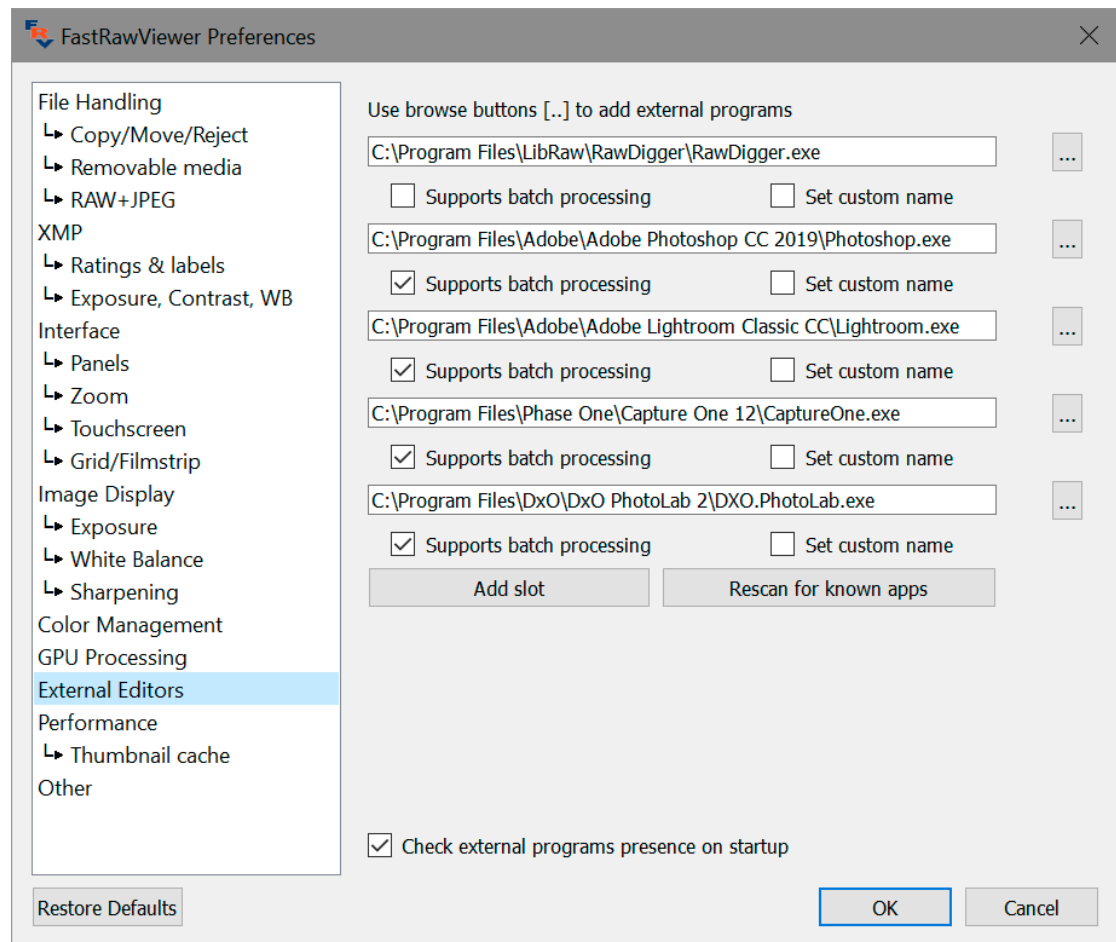 FastRawViewer Preferences
File Handling
Copy/Move/Reject
Removable media
RAW+JPEG
XMP
Ratings & labels
Exposure, Contrast, WB
Interface
Panels
Zoom
Touchscreen
Grid/Filmstrip
Image Display
Exposure
White Balance
Sharpening
Color Management
GPU Processing
External Editors
Performance
Thumbnail cache
Other
Use browse buttons [..] to add external programs
C:\Program Files\LibRaw\RawDigger\RawDigger.exe ...
Supports batch processing Set custom name
C:\Program Files\Adobe\Adobe Photoshop CC 2019\Photoshop.exe ...
Supports batch processing Set custom name
C:\Program Files\Adobe\Adobe Lightroom Classic CC\Lightroom.exe ...
Supports batch processing Set custom name
C:\Program Files\Phase One\Capture One 12\CaptureOne.exe ...
Supports batch processing Set custom name
C:\Program Files\DxO\DxO PhotoLab 2\DXO.PhotoLab.exe ...
Supports batch processing Set custom name
Add slot Rescan for known apps
Check external programs presence on startup
Restore Defaults OK Cancel